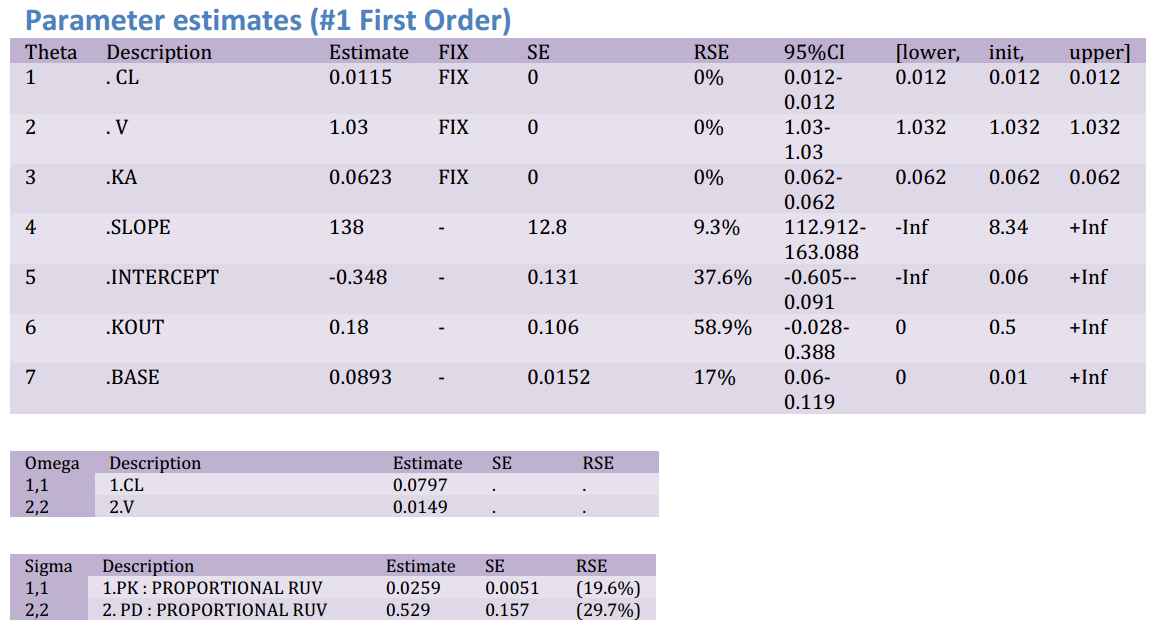 Parameter estimates (#1 First Order)
Theta Description Estimate FIX SE RSE 95%CI [lower, init, upper]
1 . CL 0.0115 FIX 0 0% 0.012- 0.012 0.012 0.012
0.012
2 . V 1.03 FIX 0 0% 1.03- 1.032 1.032 1.032
1.03
3 .KA 0.0623 FIX 0 0% 0.062- 0.062 0.062 0.062
0.062
4 .SLOPE 138 - 12.8 9.3% 112.912- -Inf 8.34 +Inf
163.088
5 .INTERCEPT -0.348 - 0.131 37.6% -0.605-- -Inf 0.06 +Inf
0.091
6 .KOUT 0.18 - 0.106 58.9% -0.028- 0 0.5 +Inf
0.388
7 .BASE 0.0893 - 0.0152 17% 0.06- 0 0.01 +Inf
0.119
Omega Description Estimate SE RSE
1,1 1.CL 0.0797 . .
2,2 2.V 0.0149 . .
Sigma Description Estimate SE RSE
1,1 1.PK : PROPORTIONAL RUV 0.0259 0.0051 (19.6%)
2,2 2. PD : PROPORTIONAL RUV 0.529 0.157 (29.7%)